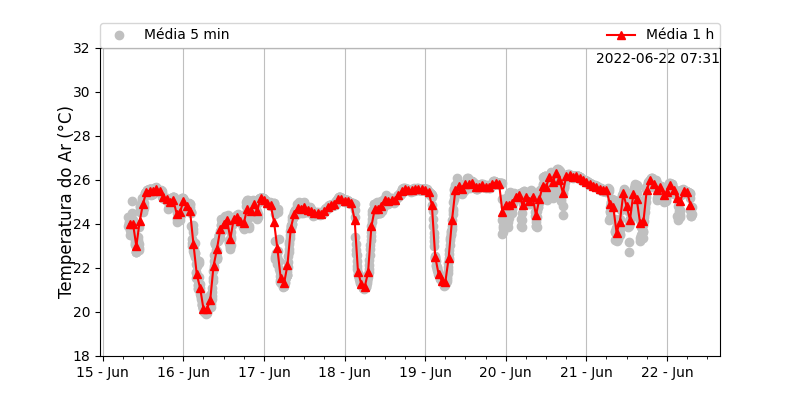 Média 5 min
Média 1 h
2022-06-22 07:31
Temperatura do Ar (°C)
32
30
28
26
24
22
20
18
15 - Jun
16 - Jun
17 - Jun
18 - Jun
19 - Jun
20 - Jun
21 - Jun
22 - Jun